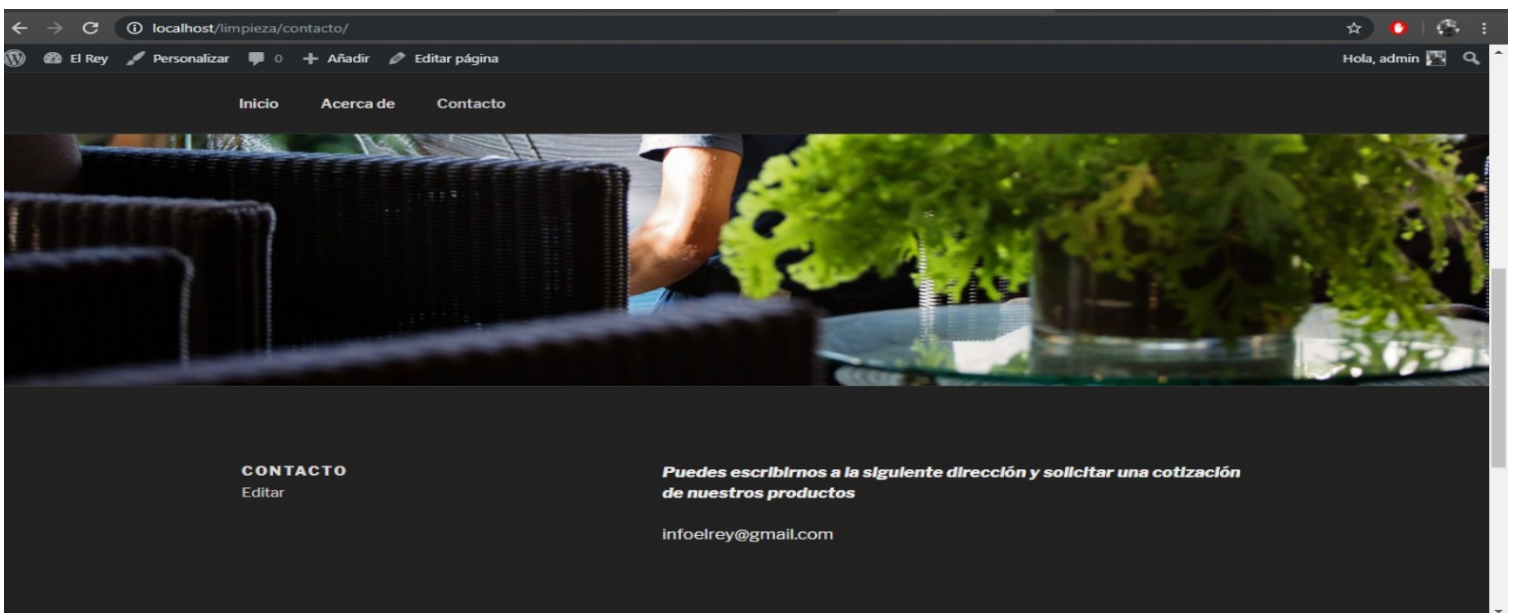 localhost/limpieza/contacto/
El Rey Personalizar 0 + Añadir Editar página Hola, admin
Inicio Acerca de Contacto
CONTACTO
Editar
Puedes escribirnos a la siguiente dirección y solicitar una cotización
de nuestros productos
infoelrey@gmail.com